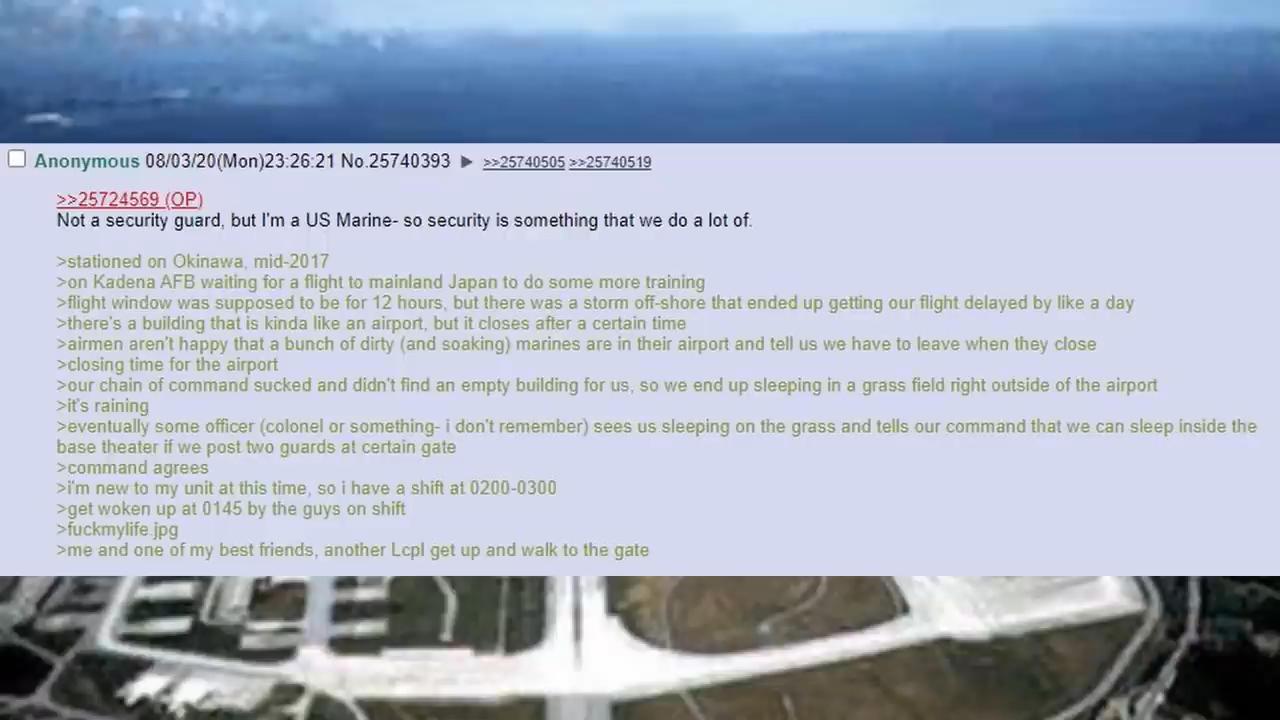 Anonymous 08/03/20(Mon)23:26:21 No.25740393 ▶ >>25740505 >>25740519
>>25724569 (OP)
Not a security guard, but I'm a US Marine- so security is something that we do a lot of.
>stationed on Okinawa, mid-2017
>on Kadena AFB waiting for a flight to mainland Japan to do some more training
>flight window was supposed to be for 12 hours, but there was a storm off-shore that ended up getting our flight delayed by like a day
>there's a building that is kinda like an airport, but it closes after a certain time
>airmen aren't happy that a bunch of dirty (and soaking) marines are in their airport and tell us we have to leave when they close
>closing time for the airport
>our chain of command sucked and didn't find an empty building for us, so we end up sleeping in a grass field right outside of the airport
>it's raining
>eventually some officer (colonel or something- i don't remember) sees us sleeping on the grass and tells our command that we can sleep inside the
base theater if we post two guards at certain gate
>command agrees
>i'm new to my unit at this time, so i have a shift at 0200-0300
>get woken up at 0145 by the guys on shift
>fuckmylife.jpg
>me and one of my best friends, another Lcpl get up and walk to the gate